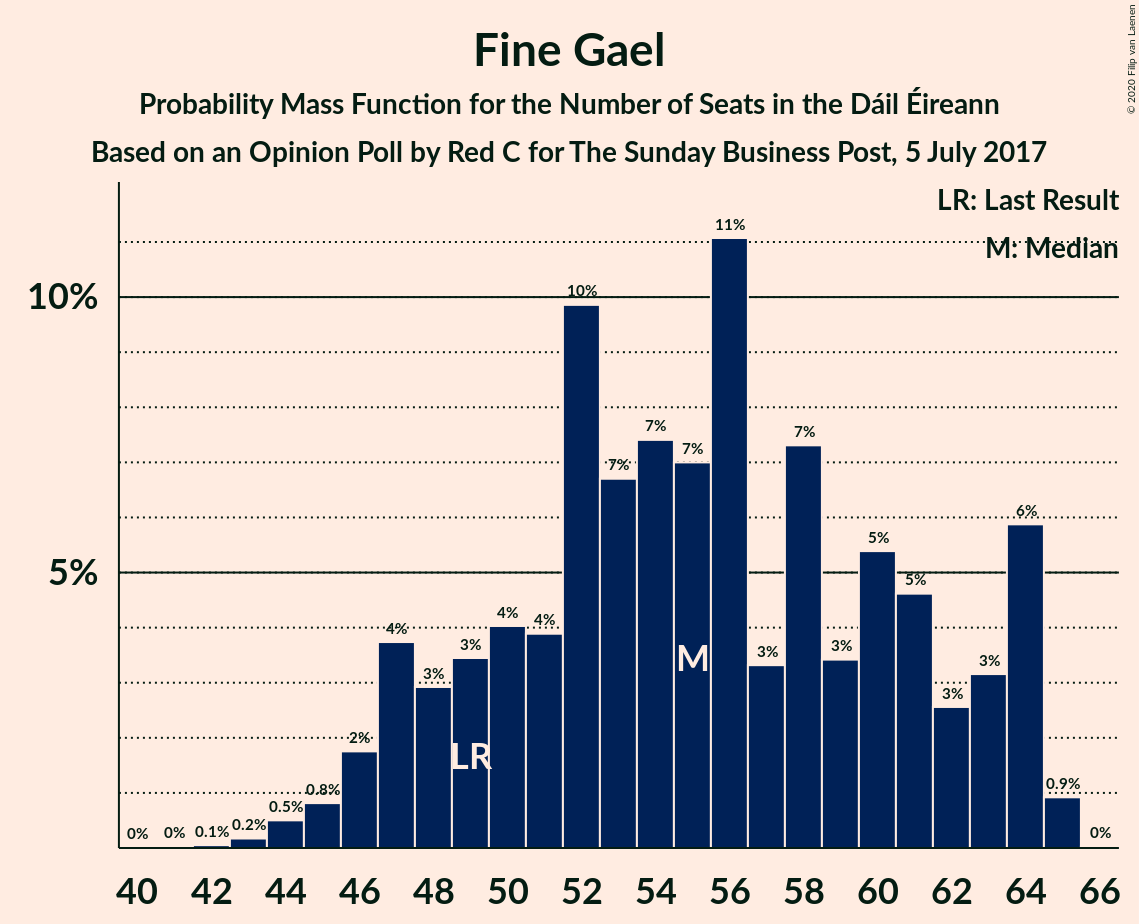 © 2020 Filip van Laenen
Fine Gael
Probability Mass Function for the Number of Seats in the Dáil Éireann
Based on an Opinion Poll by Red C for The Sunday Business Post, 5 July 2017
LR: Last Result
M: Median
10%
5%
0% 0% 0.1% 0.2% 0.5% 0.8% 2% 4% 3% 3% 4% 4% 10% 7% 7% 7% 11% 3% 7% 3% 5% 5% 3% 3% 6% 0.9% 0%
M
LR
40 42 44 46 48 50 52 54 56 58 60 62 64 66